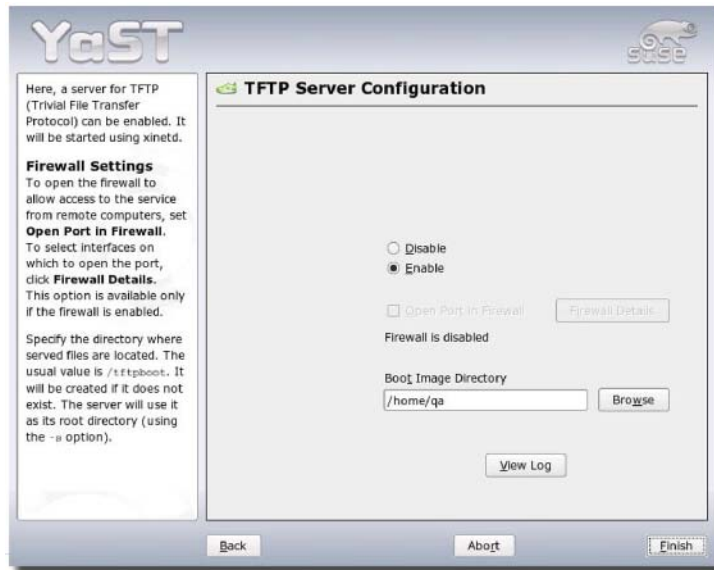 YaST
SUSE
Here, a server for TFTP
(Trivial File Transfer
Protocol) can be enabled. It
will be started using xinetd.
Firewall Settings
To open the firewall to
allow access to the service
from remote computers, set
Open Port in Firewall.
To select interfaces on
which to open the port,
click Firewall Details.
This option is available only
if the firewall is enabled.
Specify the directory where
served files are located. The
usual value is /tftpboot. It
will be created if it does not
exist. The server will use it
as its root directory (using
the -s option).
TFTP Server Configuration
Disable
Enable
Open Port in Firewall
Firewall Details
Firewall is disabled
Boot Image Directory
/home/qa
Browse
View Log
Back
Abort
Finish